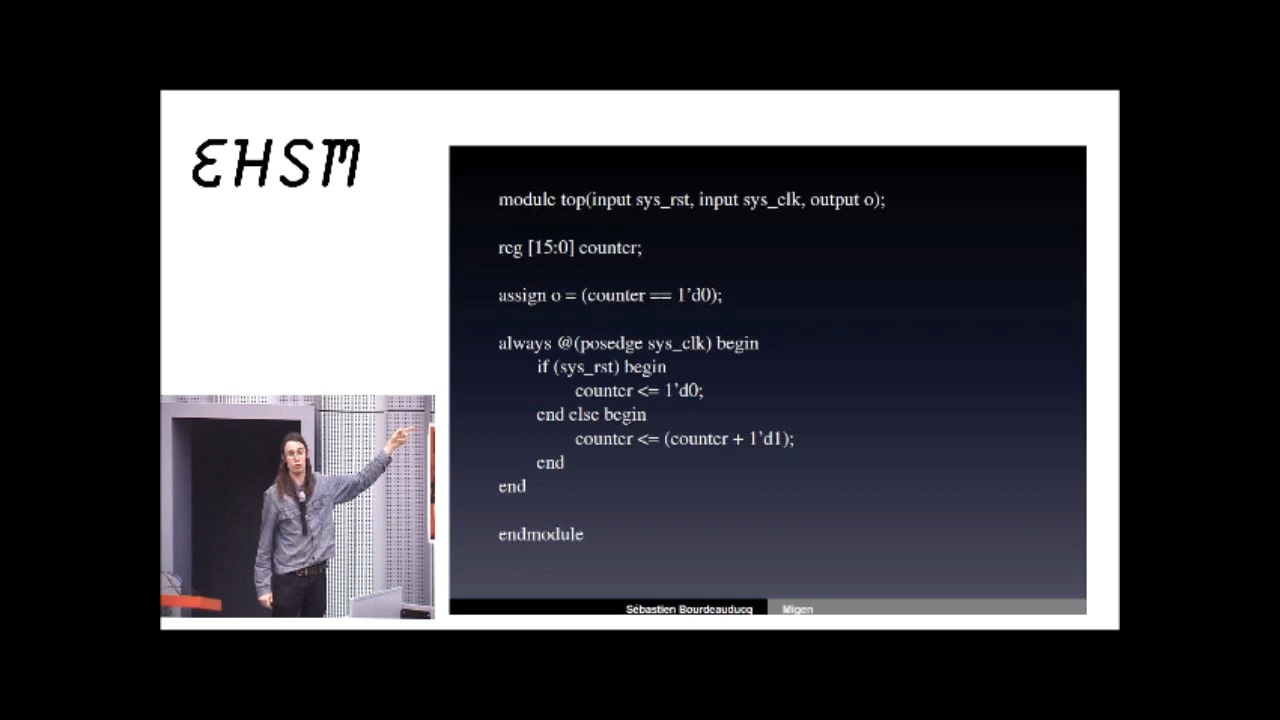 EHSM
module top(input sys_rst, input sys_clk, output o);
reg [15:0] counter;
assign o = (counter == 1'd0);
always @(posedge sys_clk) begin
if (sys_rst) begin
counter <= 1'd0;
end else begin
counter <= (counter + 1'd1);
end
end
endmodule
Sébastien Bourdeauducq
Migen